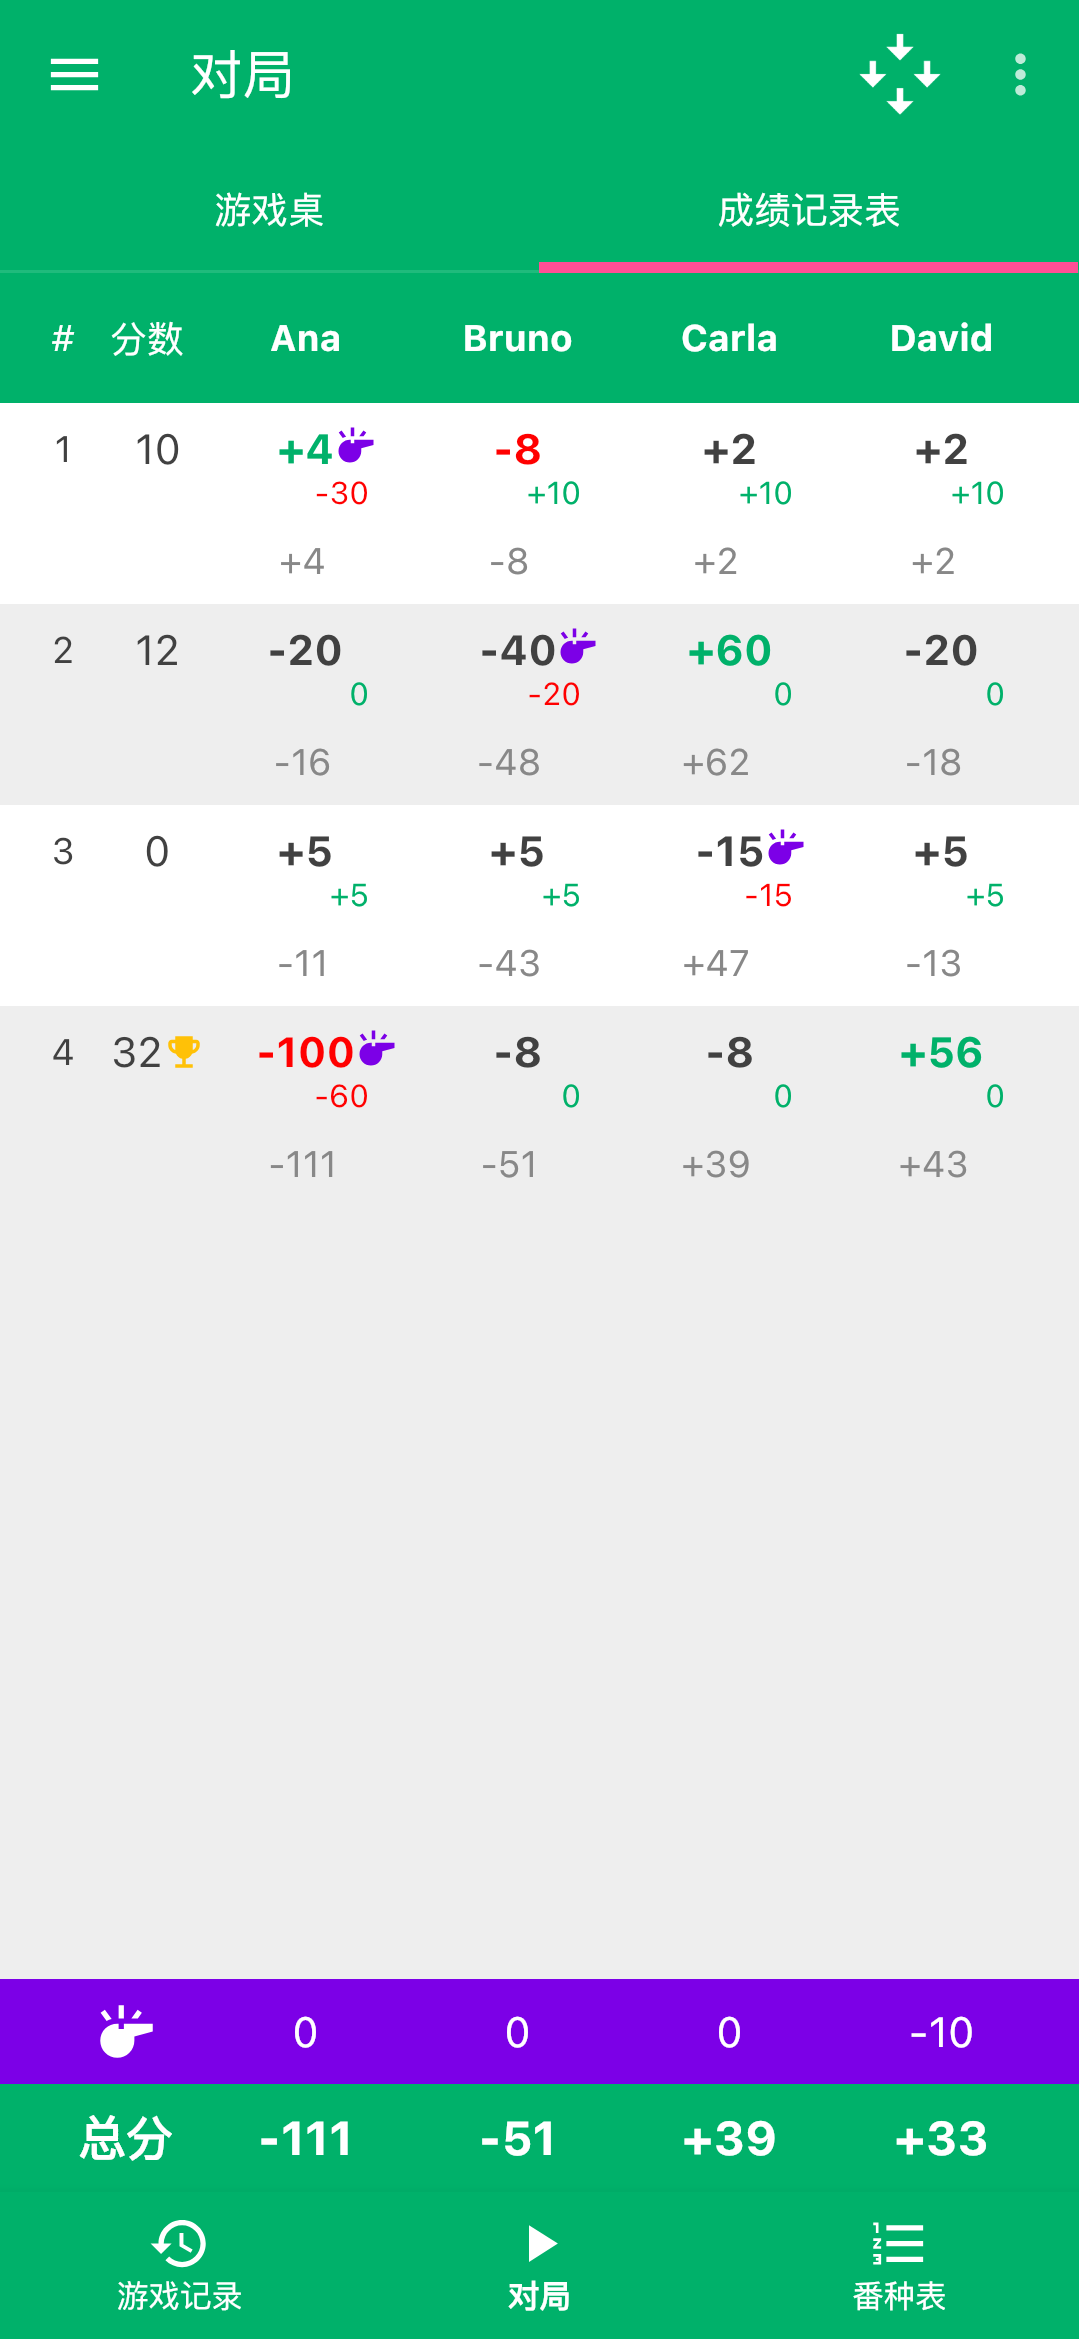 对局
游戏桌 成绩记录表
# 分数 Ana Bruno Carla David
1 10 +4 -8 +2 +2
-30 +10 +10 +10
+4 -8 +2 +2
2 12 -20 -40 +60 -20
0 -20 0 0
-16 -48 +62 -18
3 0 +5 +5 -15 +5
+5 +5 -15 +5
-11 -43 +47 -13
4 32 -100 -8 -8 +56
-60 0 0 0
-111 -51 +39 +43
0 0 0 -10
总分 -111 -51 +39 +33
游戏记录 对局 番种表